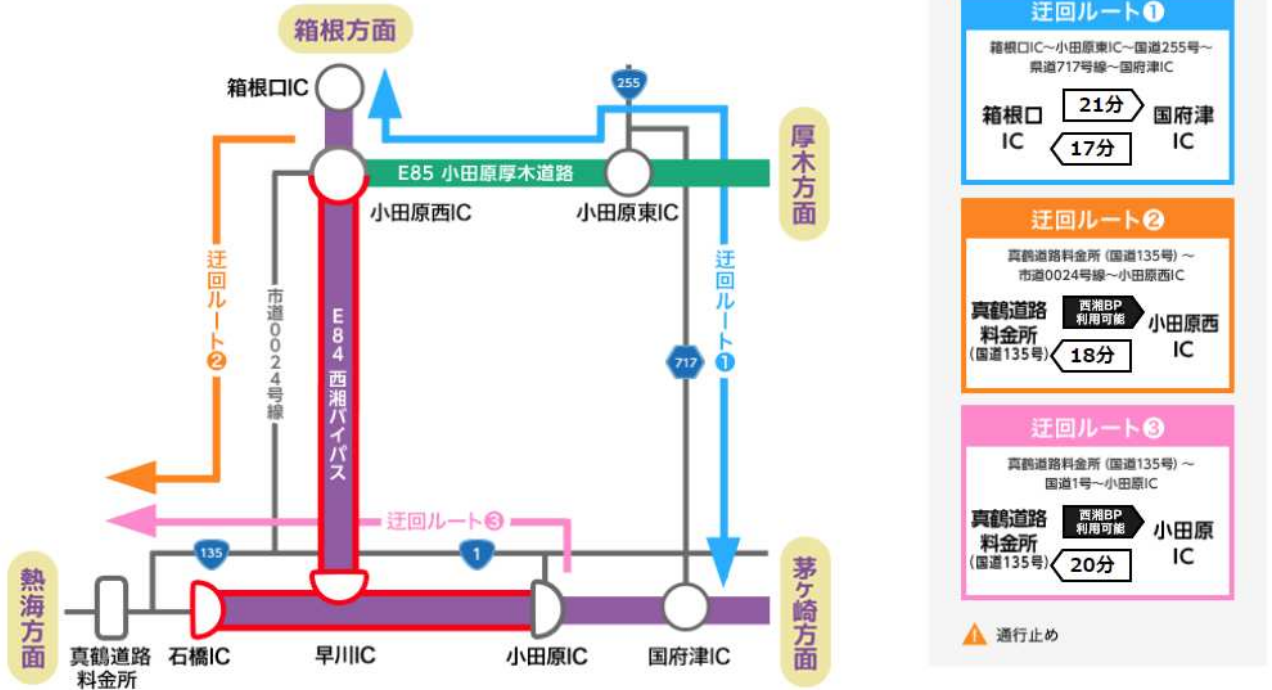 箱根方面
箱根口IC
255
厚木方面
E85 小田原厚木道路
小田原西IC
小田原東IC
迂回ルート❷
市道0024号線
E84 西湘バイパス
迂回ルート❶
717
迂回ルート❸
135
1
熱海方面
茅ヶ崎方面
真鶴道路
料金所
石橋IC
早川IC
小田原IC
国府津IC
迂回ルート❶
箱根口IC～小田原東IC～国道255号～
県道717号線～国府津IC
箱根口
IC
21分
17分
国府津
IC
迂回ルート❷
真鶴道路料金所（国道135号）～
市道0024号線～小田原西IC
真鶴道路
料金所
(国道135号)
西湘BP
利用可能
18分
小田原西
IC
迂回ルート❸
真鶴道路料金所（国道135号）～
国道1号～小田原IC
真鶴道路
料金所
(国道135号)
西湘BP
利用可能
20分
小田原
IC
通行止め